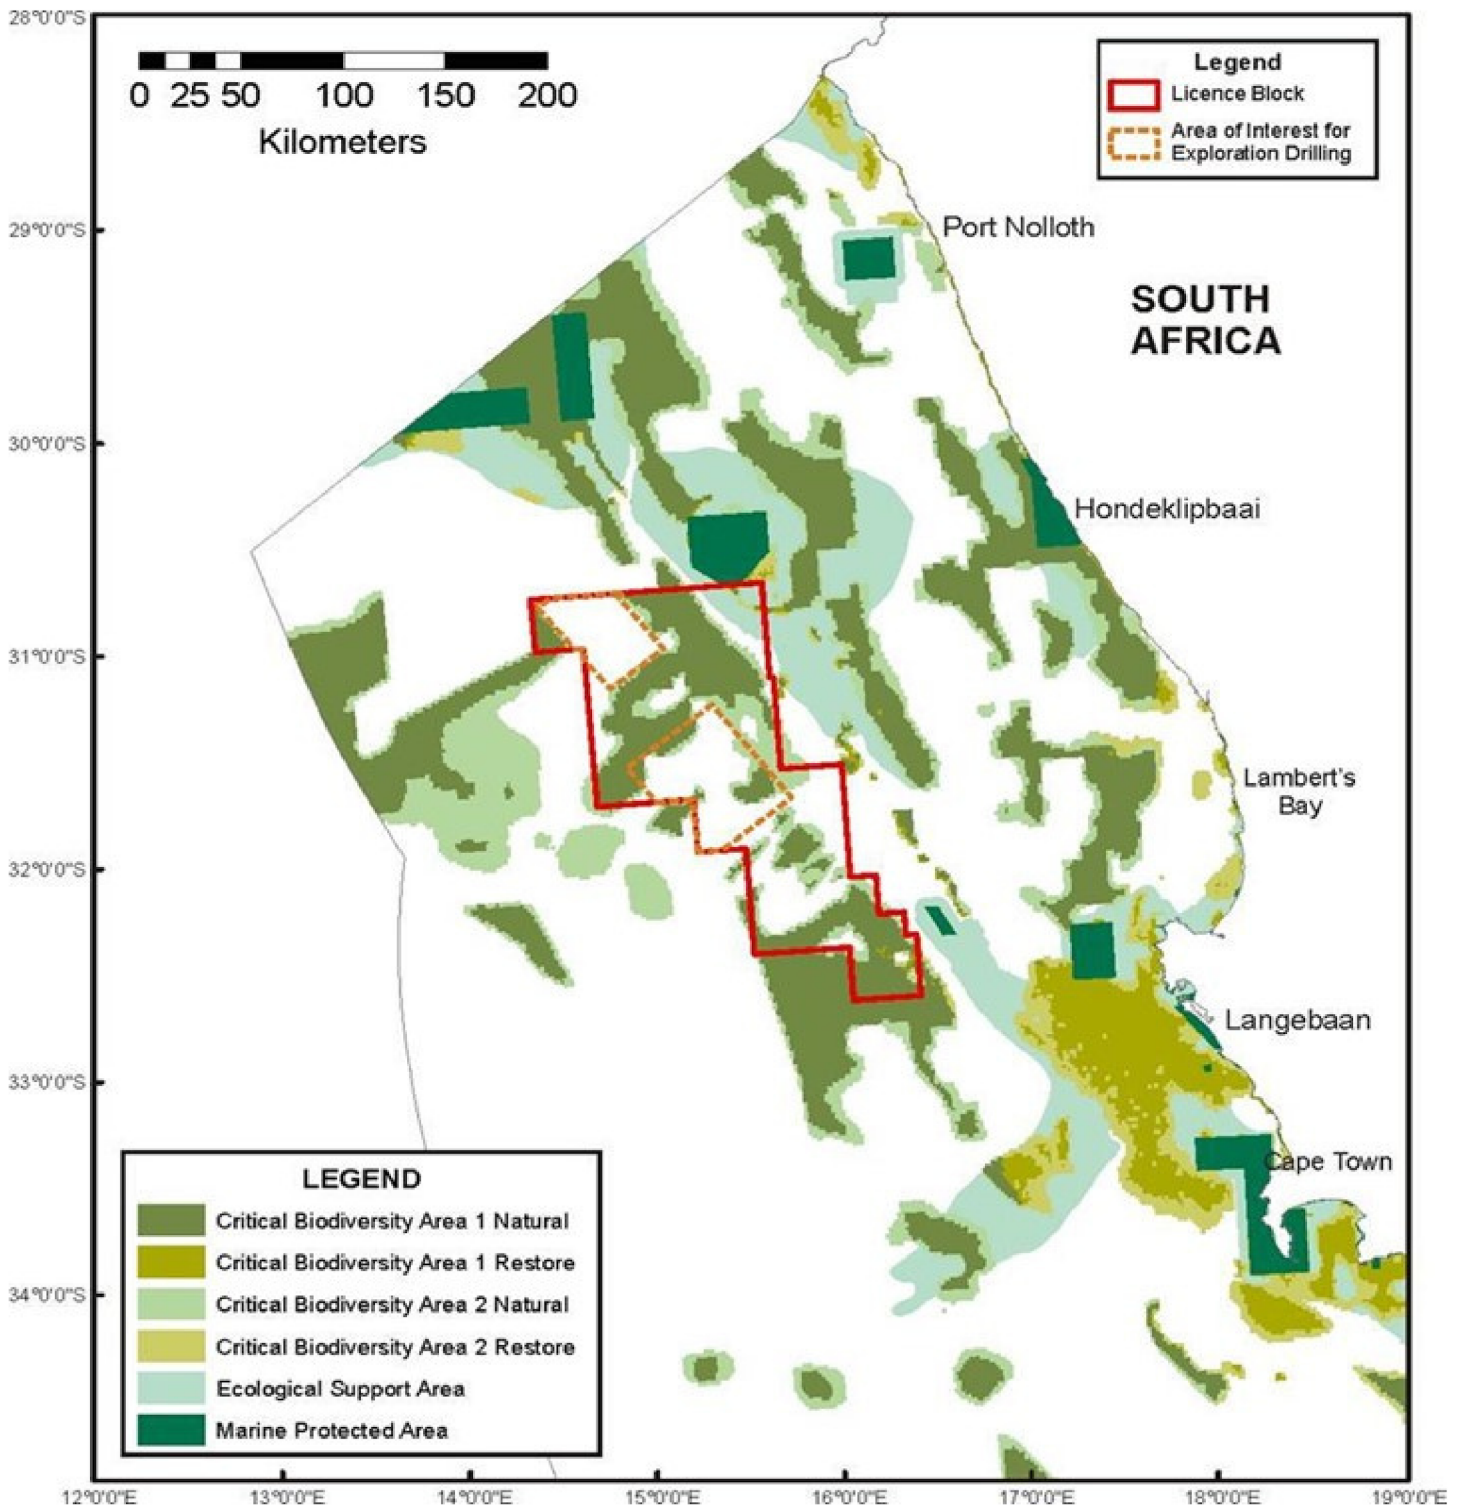 28°0'0"S
29°0'0"S
30°0'0"S
31°0'0"S
32°0'0"S
33°0'0"S
34°0'0"S
0 25 50 100 150 200
Kilometers
Legend
Licence Block
Area of Interest for
Exploration Drilling
Port Nolloth
SOUTH
AFRICA
Hondeklipbaai
Lambert's
Bay
Langebaan
Cape Town
LEGEND
Critical Biodiversity Area 1 Natural
Critical Biodiversity Area 1 Restore
Critical Biodiversity Area 2 Natural
Critical Biodiversity Area 2 Restore
Ecological Support Area
Marine Protected Area
12°0'0"E 13°0'0"E 14°0'0"E 15°0'0"E 16°0'0"E 17°0'0"E 18°0'0"E 19°0'0"E